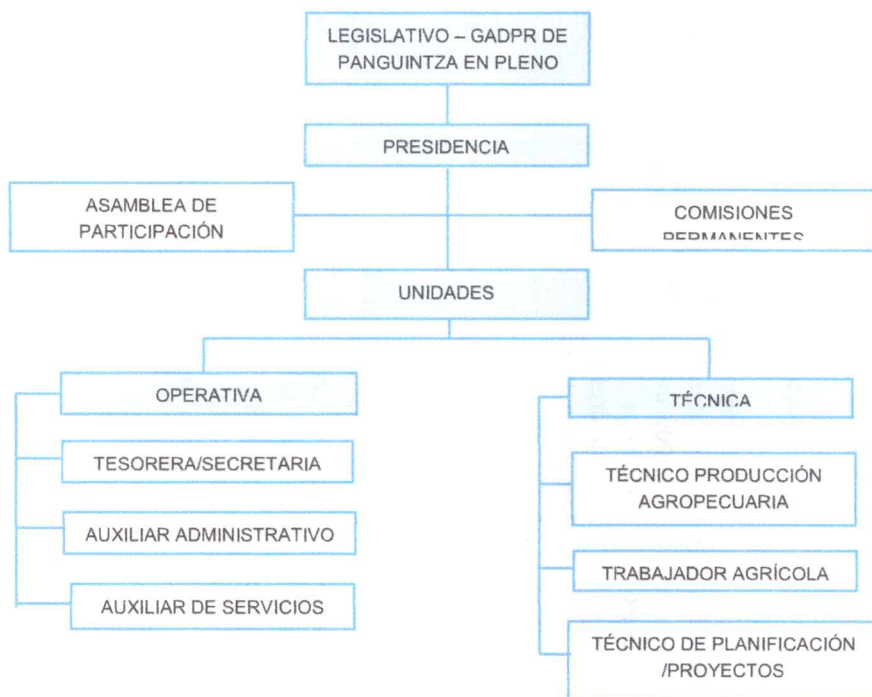 LEGISLATIVO – GADPR DE
PANGUINTZA EN PLENO
PRESIDENCIA
ASAMBLEA DE
PARTICIPACIÓN
COMISIONES
PERMANENTES
UNIDADES
OPERATIVA
TÉCNICA
TESORERA/SECRETARIA
AUXILIAR ADMINISTRATIVO
AUXILIAR DE SERVICIOS
TÉCNICO PRODUCCIÓN
AGROPECUARIA
TRABAJADOR AGRÍCOLA
TÉCNICO DE PLANIFICACIÓN
/PROYECTOS